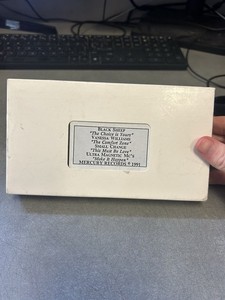 BLACK SHEEP
"The Choice is Yours"
VANESSA WILLIAMS
"The Comfort Zone"
SMALL CHANGE
"This Must Be Love"
ULTRA MAGNETIC MC's
"Make It Happen"
MERCURY RECORDS © 1991